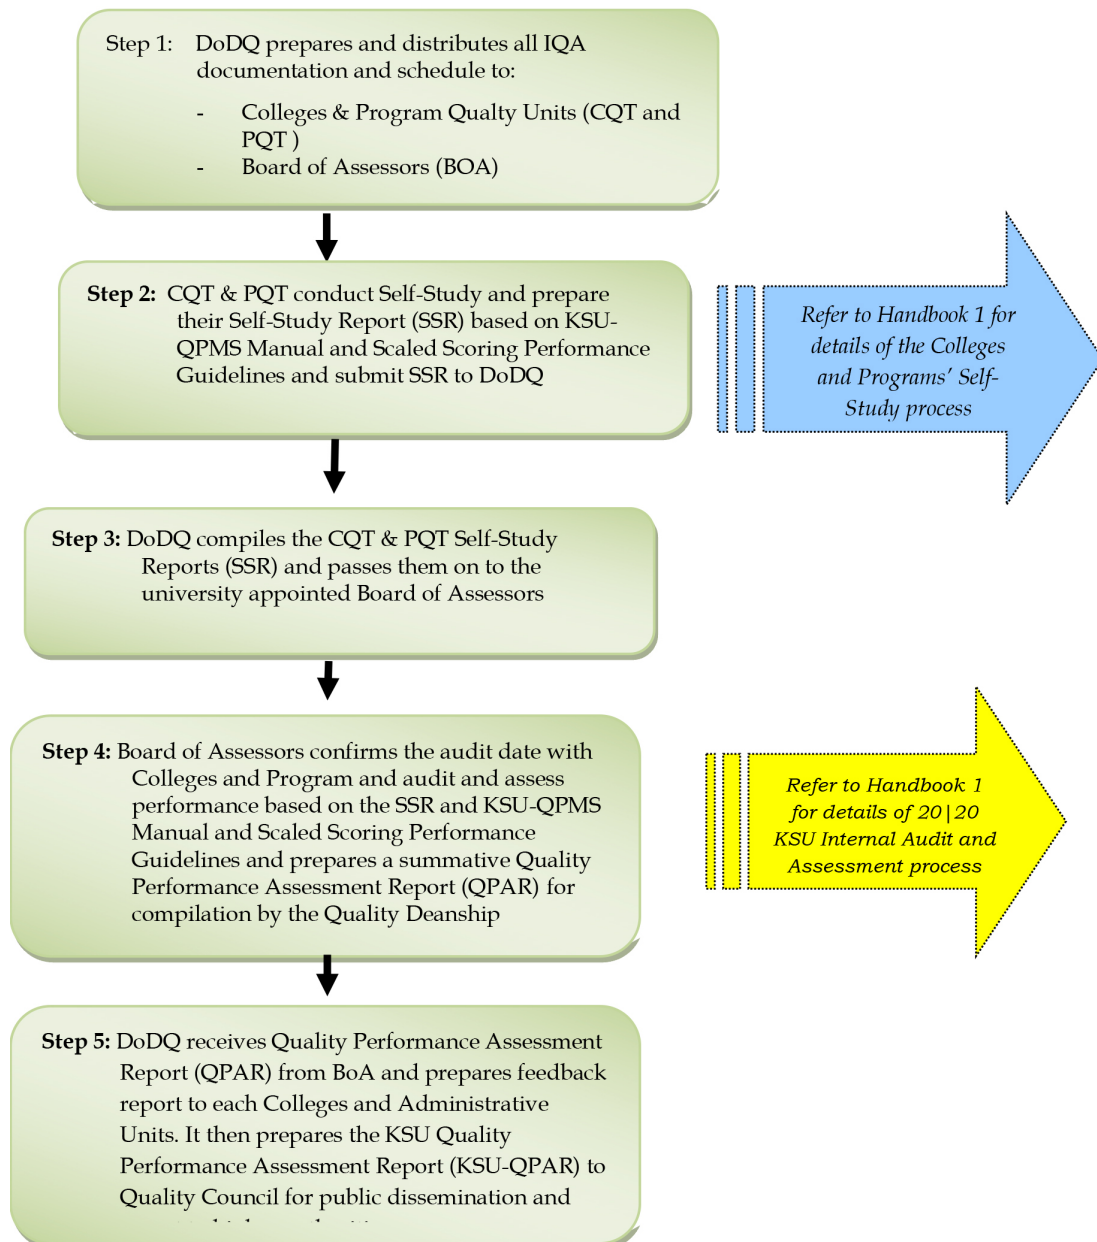 Step 1: DoDQ prepares and distributes all IQA
documentation and schedule to:
- Colleges & Program Qualty Units (CQT and
PQT )
- Board of Assessors (BOA)
Step 2: CQT & PQT conduct Self-Study and prepare
their Self-Study Report (SSR) based on KSU-
QPMS Manual and Scaled Scoring Performance
Guidelines and submit SSR to DoDQ
Refer to Handbook 1 for
details of the Colleges
and Programs’ Self-
Study process
Step 3: DoDQ compiles the CQT & PQT Self-Study
Reports (SSR) and passes them on to the
university appointed Board of Assessors
Step 4: Board of Assessors confirms the audit date with
Colleges and Program and audit and assess
performance based on the SSR and KSU-QPMS
Manual and Scaled Scoring Performance
Guidelines and prepares a summative Quality
Performance Assessment Report (QPAR) for
compilation by the Quality Deanship
Refer to Handbook 1
for details of 20|20
KSU Internal Audit and
Assessment process
Step 5: DoDQ receives Quality Performance Assessment
Report (QPAR) from BoA and prepares feedback
report to each Colleges and Administrative
Units. It then prepares the KSU Quality
Performance Assessment Report (KSU-QPAR) to
Quality Council for public dissemination and